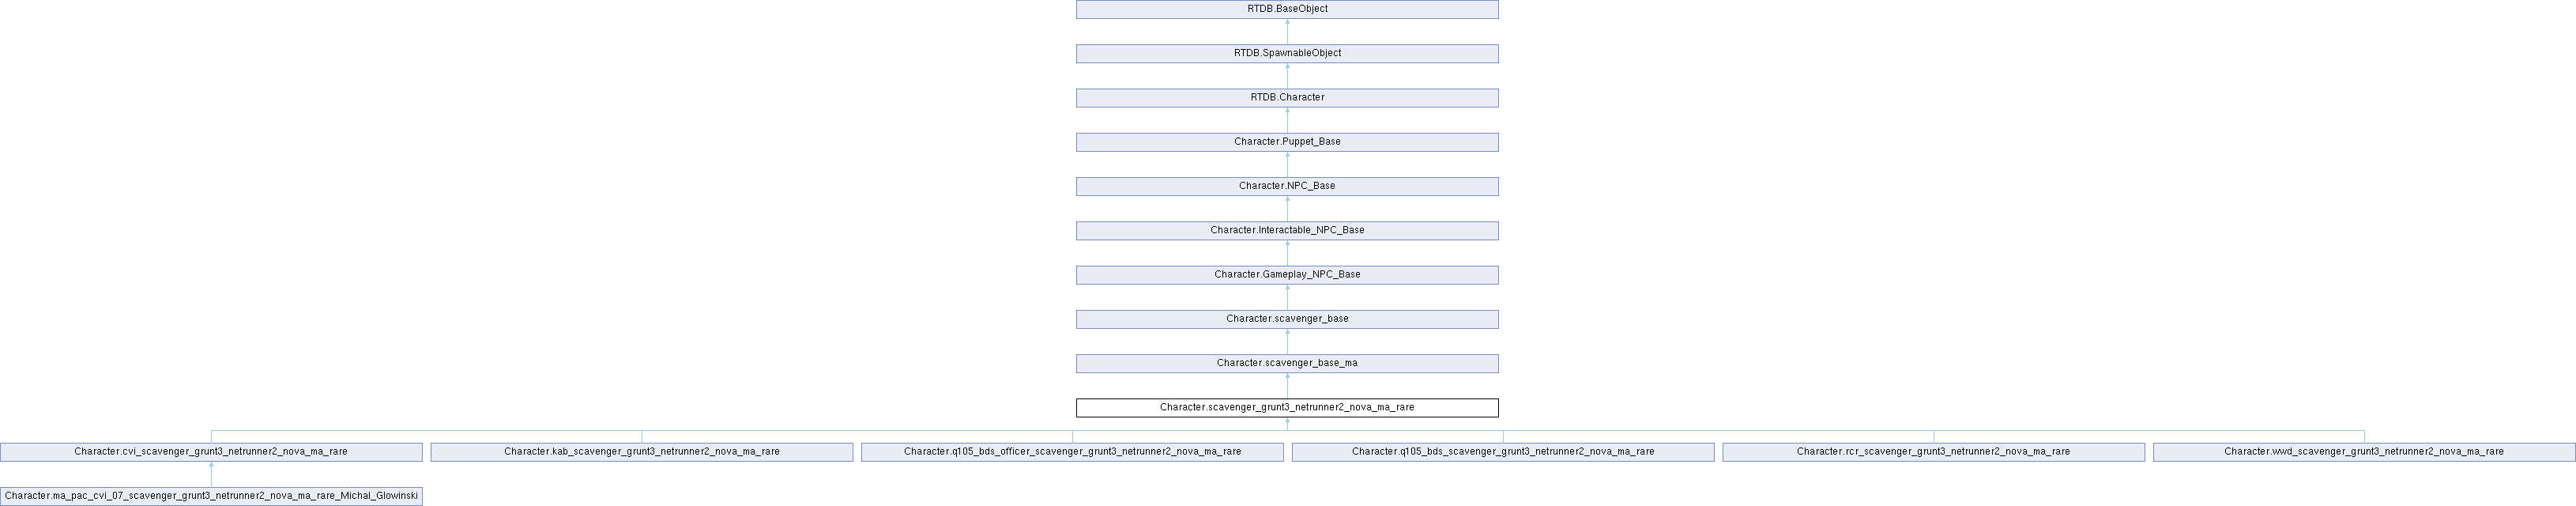 RTDB.BaseObject
RTDB.SpawnableObject
RTDB.Character
Character.Puppet_Base
Character.NPC_Base
Character.Interactable_NPC_Base
Character.Gameplay_NPC_Base
Character.scavenger_base
Character.scavenger_base_ma
Character.scavenger_grunt3_netrunner2_nova_ma_rare
Character.cvi_scavenger_grunt3_netrunner2_nova_ma_rare
Character.kab_scavenger_grunt3_netrunner2_nova_ma_rare
Character.q105_bds_officer_scavenger_grunt3_netrunner2_nova_ma_rare
Character.q105_bds_scavenger_grunt3_netrunner2_nova_ma_rare
Character.rcr_scavenger_grunt3_netrunner2_nova_ma_rare
Character.wwd_scavenger_grunt3_netrunner2_nova_ma_rare
Character.ma_pac_cvi_07_scavenger_grunt3_netrunner2_nova_ma_rare_Michal_Glowinski